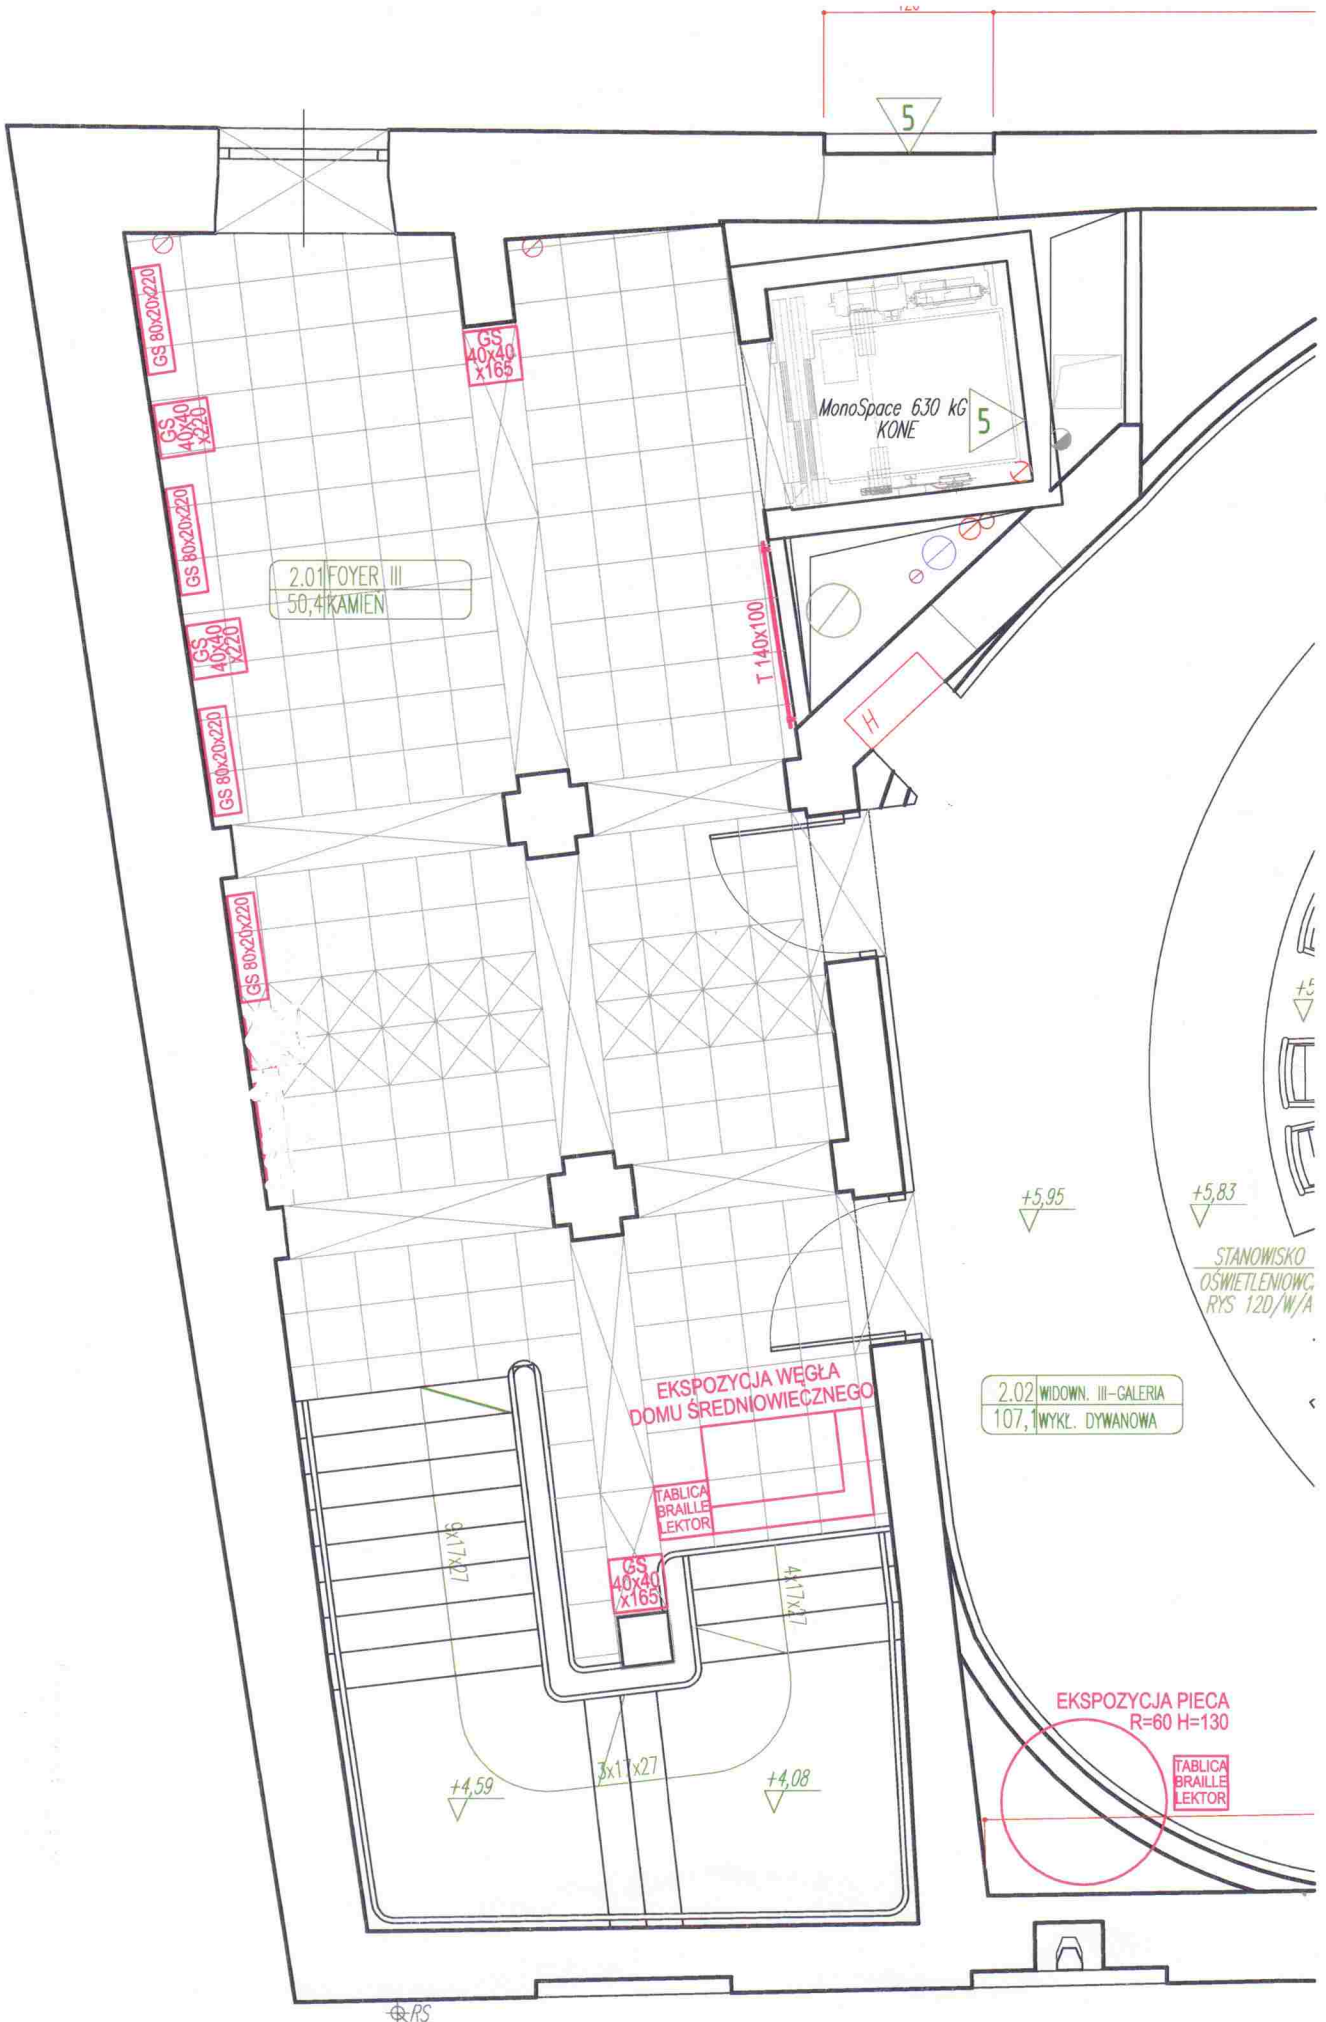 120
5
GS 80x20x220
GS
40x40
x165
GS
40x40
x220
MonoSpace 630 kG
KONE
5
GS 80x20x220
2.01 FOYER III
50,4 KAMIEŃ
GS
40x40
x220
T 140x100
H
GS 80x20x220
GS 80x20x220
+5,95
+5,83
STANOWISKO
RYS 12D/W/A
EKSPOZYCJA WĘGŁA
DOMU ŚREDNIOWIECZNEGO
2.02 WIDOWN. III-GALERIA
107,1 WYKŁ. DYWANOWA
TABLICA
BRAILLE
LEKTOR
9x17x27
GS
40x40
x165
4x17x27
EKSPOZYCJA PIECA
R=60 H=130
TABLICA
BRAILLE
LEKTOR
3x17x27
+4,59
+4,08
RS